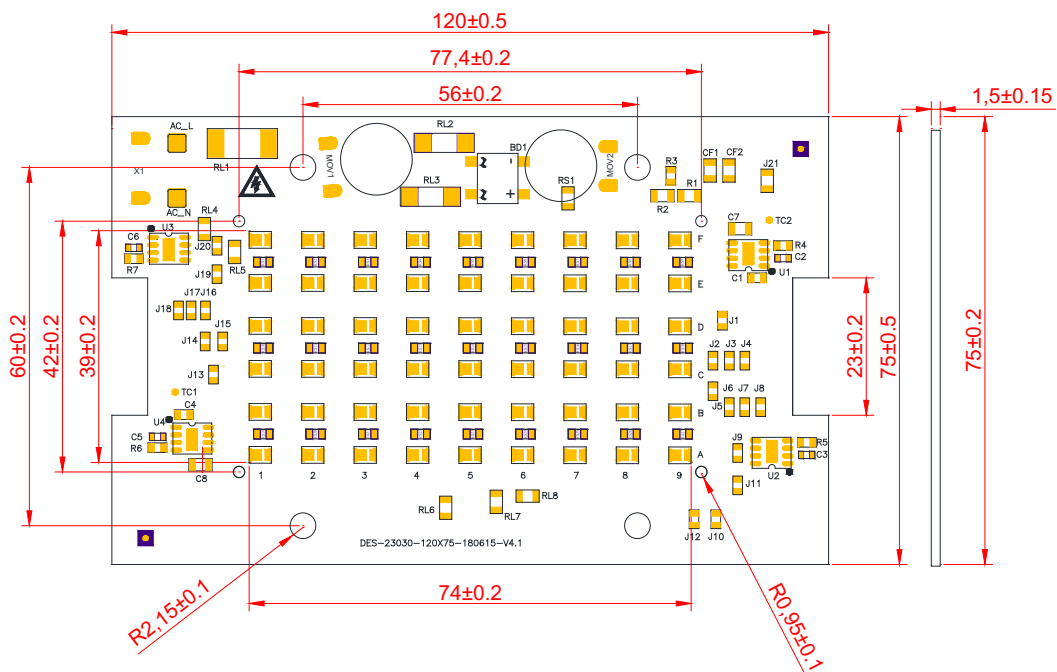 120±0.5
77,4±0.2
56±0.2
1,5±0.15
AC_L
RL2
BD1
MOV1
MOV2
R3
CF1
CF2
J21
X1
RL1
RL3
RS1
R2
R1
- +
AC_N
RL4
U3
C6
R7
J20
RL5
J19
F
C7
TC2
R4
C2
U1
C1
E
J17
J16
J18
J15
J14
D
J1
J13
J2
J3
J4
C
TC1
J6
J7
J8
J5
C4
B
U4
C5
R6
C8
J9
R5
C3
U2
J11
A
1 2 3 4 5 6 7 8 9
RL6
RL7
RL8
J12
J10
DES-23030-120X75-180615-V4.1
60±0.2
42±0.2
39±0.2
23±0.2
75±0.5
75±0.2
R2,15±0.1
74±0.2
R0,95±0.1